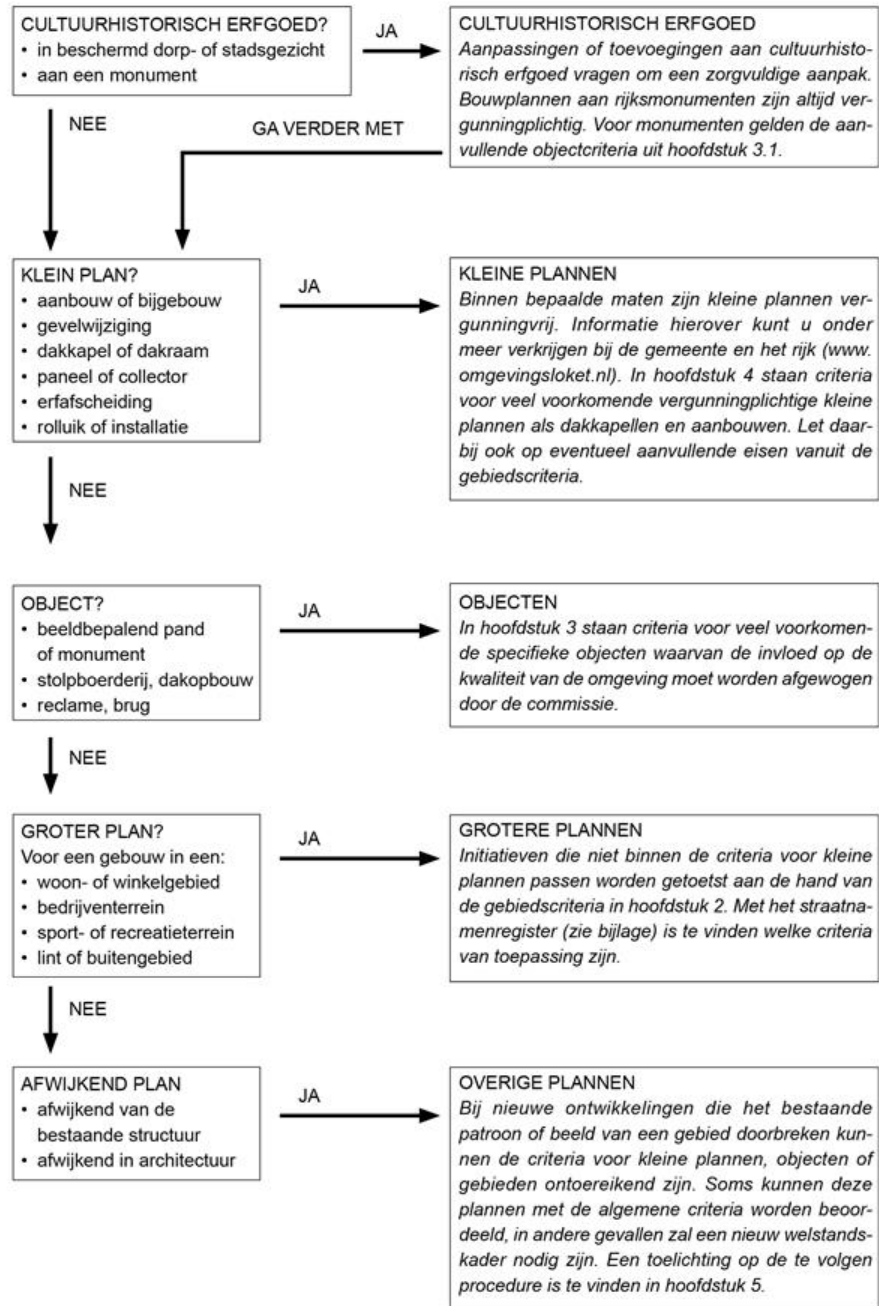 CULTUURHISTORISCH ERFGOED?
• in beschermd dorp- of stadsgezicht
• aan een monument
JA
CULTUURHISTORISCH ERFGOED
Aanpassingen of toevoegingen aan cultuurhisto-
risch erfgoed vragen om een zorgvuldige aanpak.
Bouwplannen aan rijksmonumenten zijn altijd ver-
gunningplichtig. Voor monumenten gelden de aan-
vullende objectcriteria uit hoofdstuk 3.1.
NEE
GA VERDER MET
KLEIN PLAN?
• aanbouw of bijgebouw
• gevelwijziging
• dakkapel of dakraam
• paneel of collector
• erfafscheiding
• rolluik of installatie
JA
KLEINE PLANNEN
Binnen bepaalde maten zijn kleine plannen ver-
gunningvrij. Informatie hierover kunt u onder
meer verkrijgen bij de gemeente en het rijk (www.
omgevingsloket.nl). In hoofdstuk 4 staan criteria
voor veel voorkomende vergunningplichtige kleine
plannen als dakkapellen en aanbouwen. Let daar-
bij ook op eventueel aanvullende eisen vanuit de
gebiedscriteria.
NEE
OBJECT?
• beeldbepalend pand
of monument
• stolpboerderij, dakopbouw
• reclame, brug
JA
OBJECTEN
In hoofdstuk 3 staan criteria voor veel voorkomen-
de specifieke objecten waarvan de invloed op de
kwaliteit van de omgeving moet worden afgewogen
door de commissie.
NEE
GROTER PLAN?
Voor een gebouw in een:
• woon- of winkelgebied
• bedrijventerrein
• sport- of recreatieterrein
• lint of buitengebied
JA
GROTERE PLANNEN
Initiatieven die niet binnen de criteria voor kleine
plannen passen worden getoetst aan de hand van
de gebiedscriteria in hoofdstuk 2. Met het straatna-
menregister (zie bijlage) is te vinden welke criteria
van toepassing zijn.
NEE
AFWIJKEND PLAN
• afwijkend van de
bestaande structuur
• afwijkend in architectuur
JA
OVERIGE PLANNEN
Bij nieuwe ontwikkelingen die het bestaande
patroon of beeld van een gebied doorbreken kun-
nen de criteria voor kleine plannen, objecten of
gebieden ontoereikend zijn. Soms kunnen deze
plannen met de algemene criteria worden beoor-
deeld, in andere gevallen zal een nieuw welstands-
kader nodig zijn. Een toelichting op de te volgen
procedure is te vinden in hoofdstuk 5.